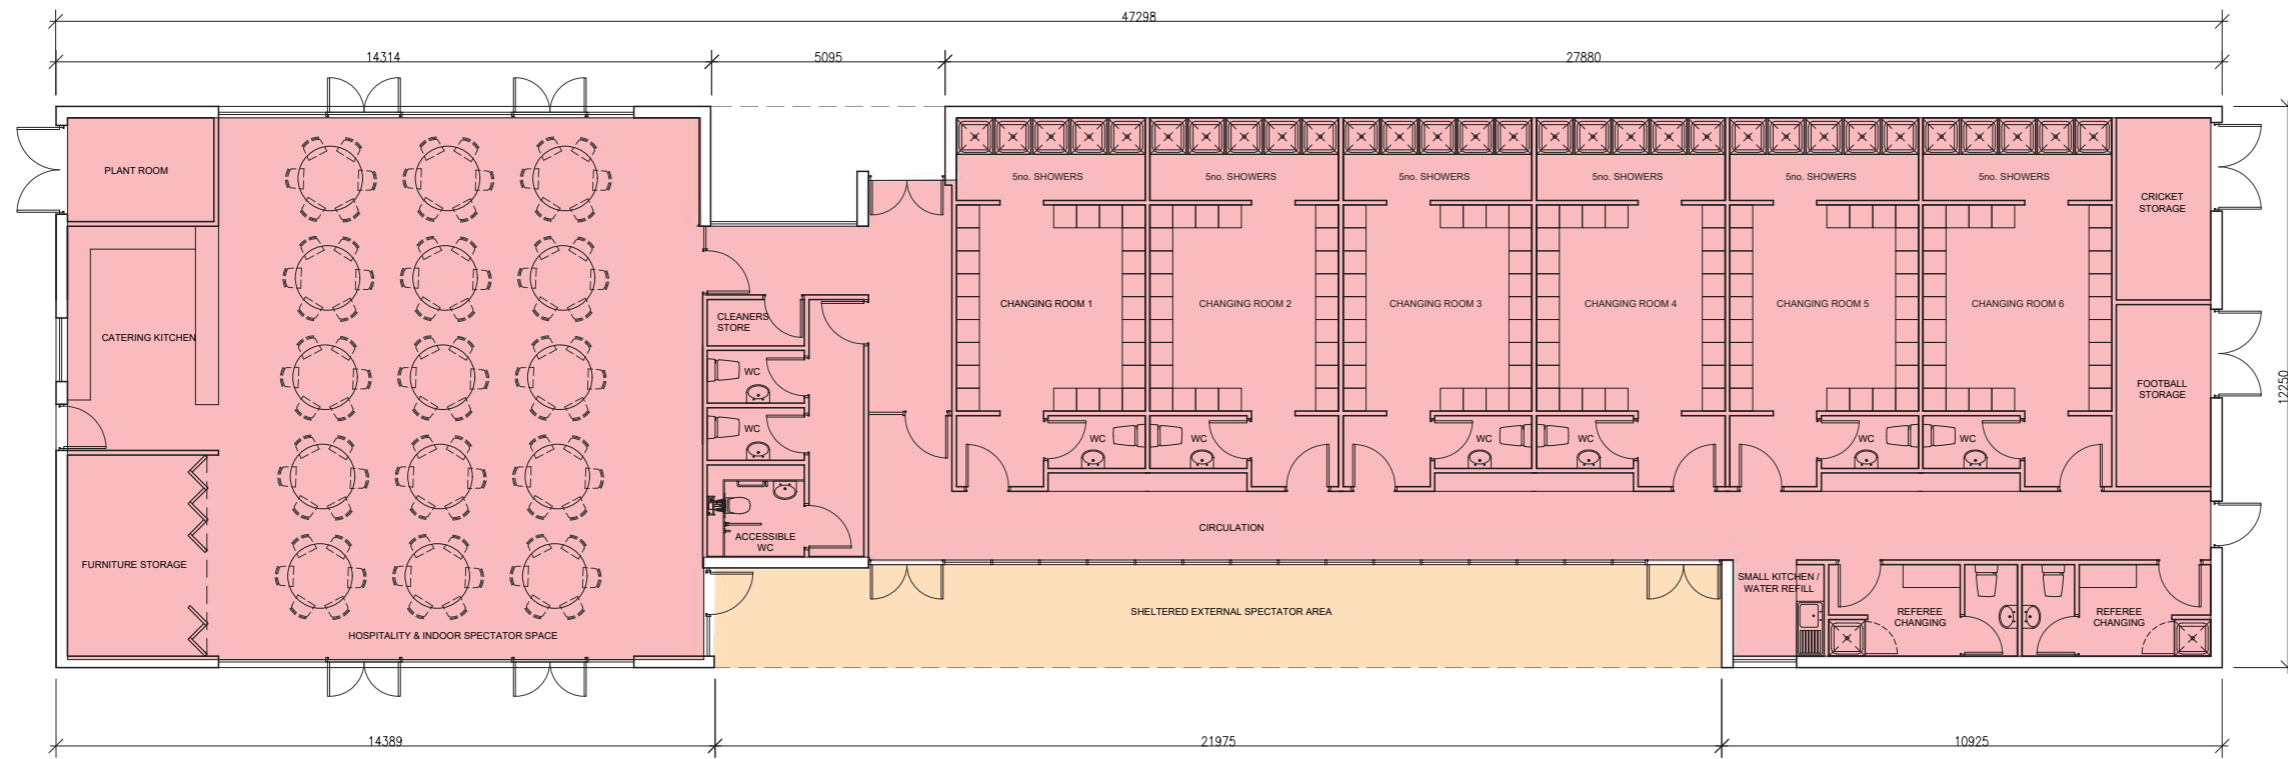 47298
14314
5095
27880
PLANT ROOM
5no. SHOWERS
5no. SHOWERS
5no. SHOWERS
5no. SHOWERS
5no. SHOWERS
5no. SHOWERS
CRICKET
STORAGE
CATERING KITCHEN
CLEANERS
STORE
CHANGING ROOM 1
CHANGING ROOM 2
CHANGING ROOM 3
CHANGING ROOM 4
CHANGING ROOM 5
CHANGING ROOM 6
WC
WC
FOOTBALL
STORAGE
12250
WC
WC
WC
WC
WC
WC
ACCESSIBLE
WC
CIRCULATION
FURNITURE STORAGE
HOSPITALITY & INDOOR SPECTATOR SPACE
SHELTERED EXTERNAL SPECTATOR AREA
SMALL KITCHEN /
WATER REFILL
REFEREE
CHANGING
REFEREE
CHANGING
14389
21975
10925